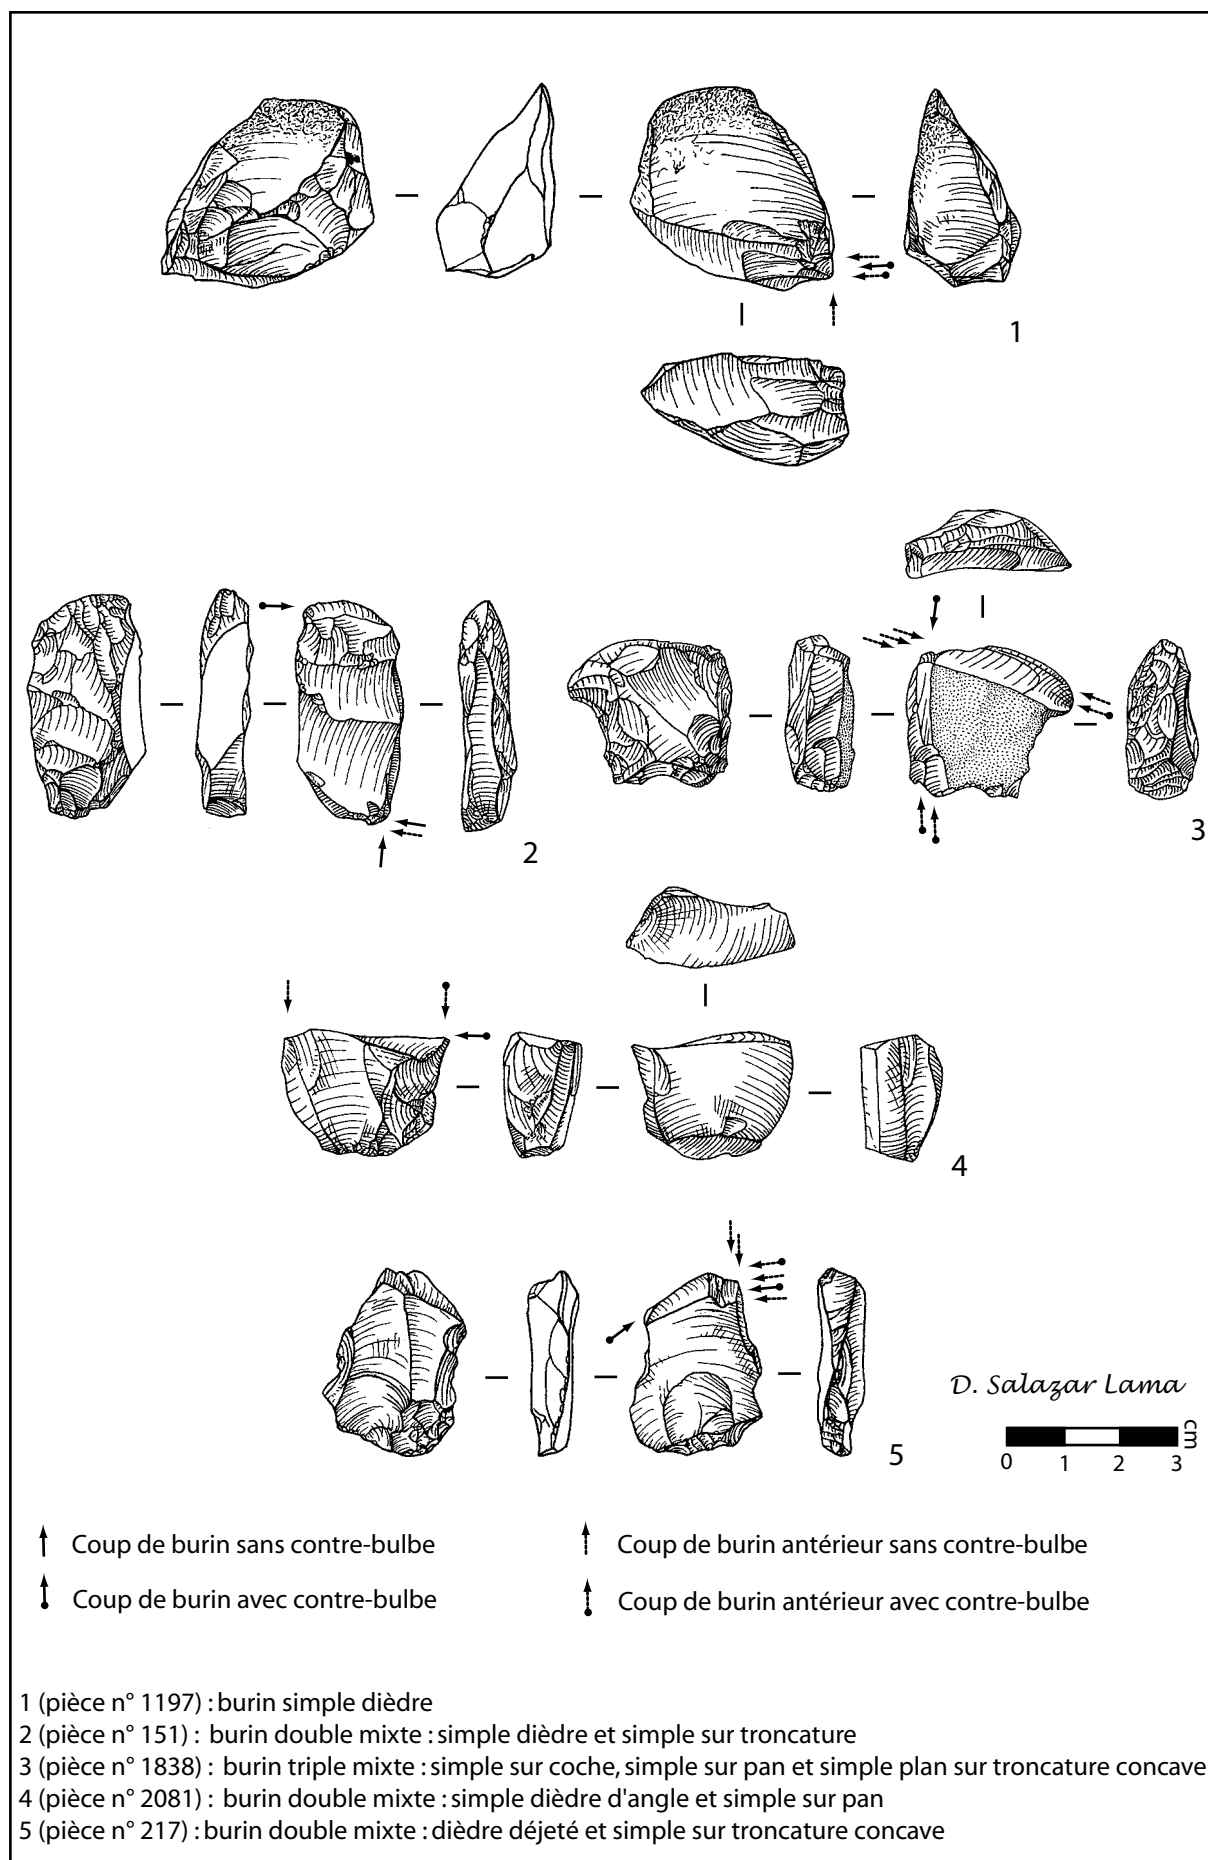 1
2
3
4
5
D. Salazar Lama
cm
0 1 2 3
Coup de burin sans contre-bulbe
Coup de burin antérieur sans contre-bulbe
Coup de burin avec contre-bulbe
Coup de burin antérieur avec contre-bulbe
1 (pièce n° 1197) : burin simple dièdre
2 (pièce n° 151) : burin double mixte : simple dièdre et simple sur troncature
3 (pièce n° 1838) : burin triple mixte : simple sur coche, simple sur pan et simple plan sur troncature concave
4 (pièce n° 2081) : burin double mixte : simple dièdre d'angle et simple sur pan
5 (pièce n° 217) : burin double mixte : dièdre déjeté et simple sur troncature concave